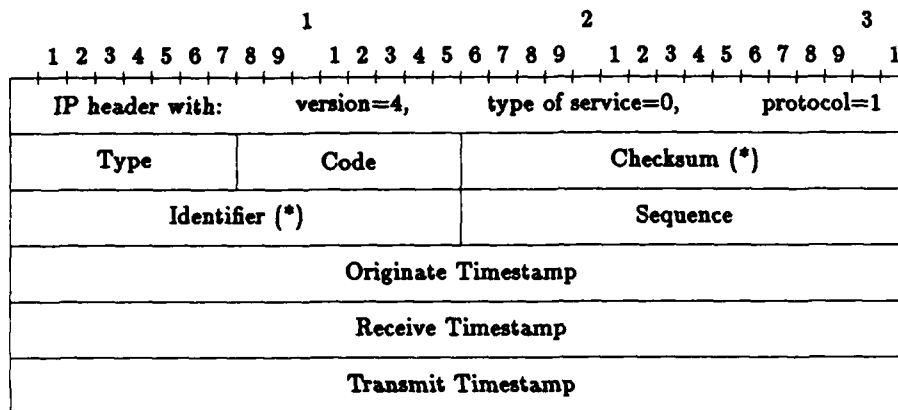 1 2 3
1 2 3 4 5 6 7 8 9 1 2 3 4 5 6 7 8 9 1 2 3 4 5 6 7 8 9 1
IP header with: version=4, type of service=0, protocol=1
Type Code Checksum (*)
Identifier (*) Sequence
Originate Timestamp
Receive Timestamp
Transmit Timestamp